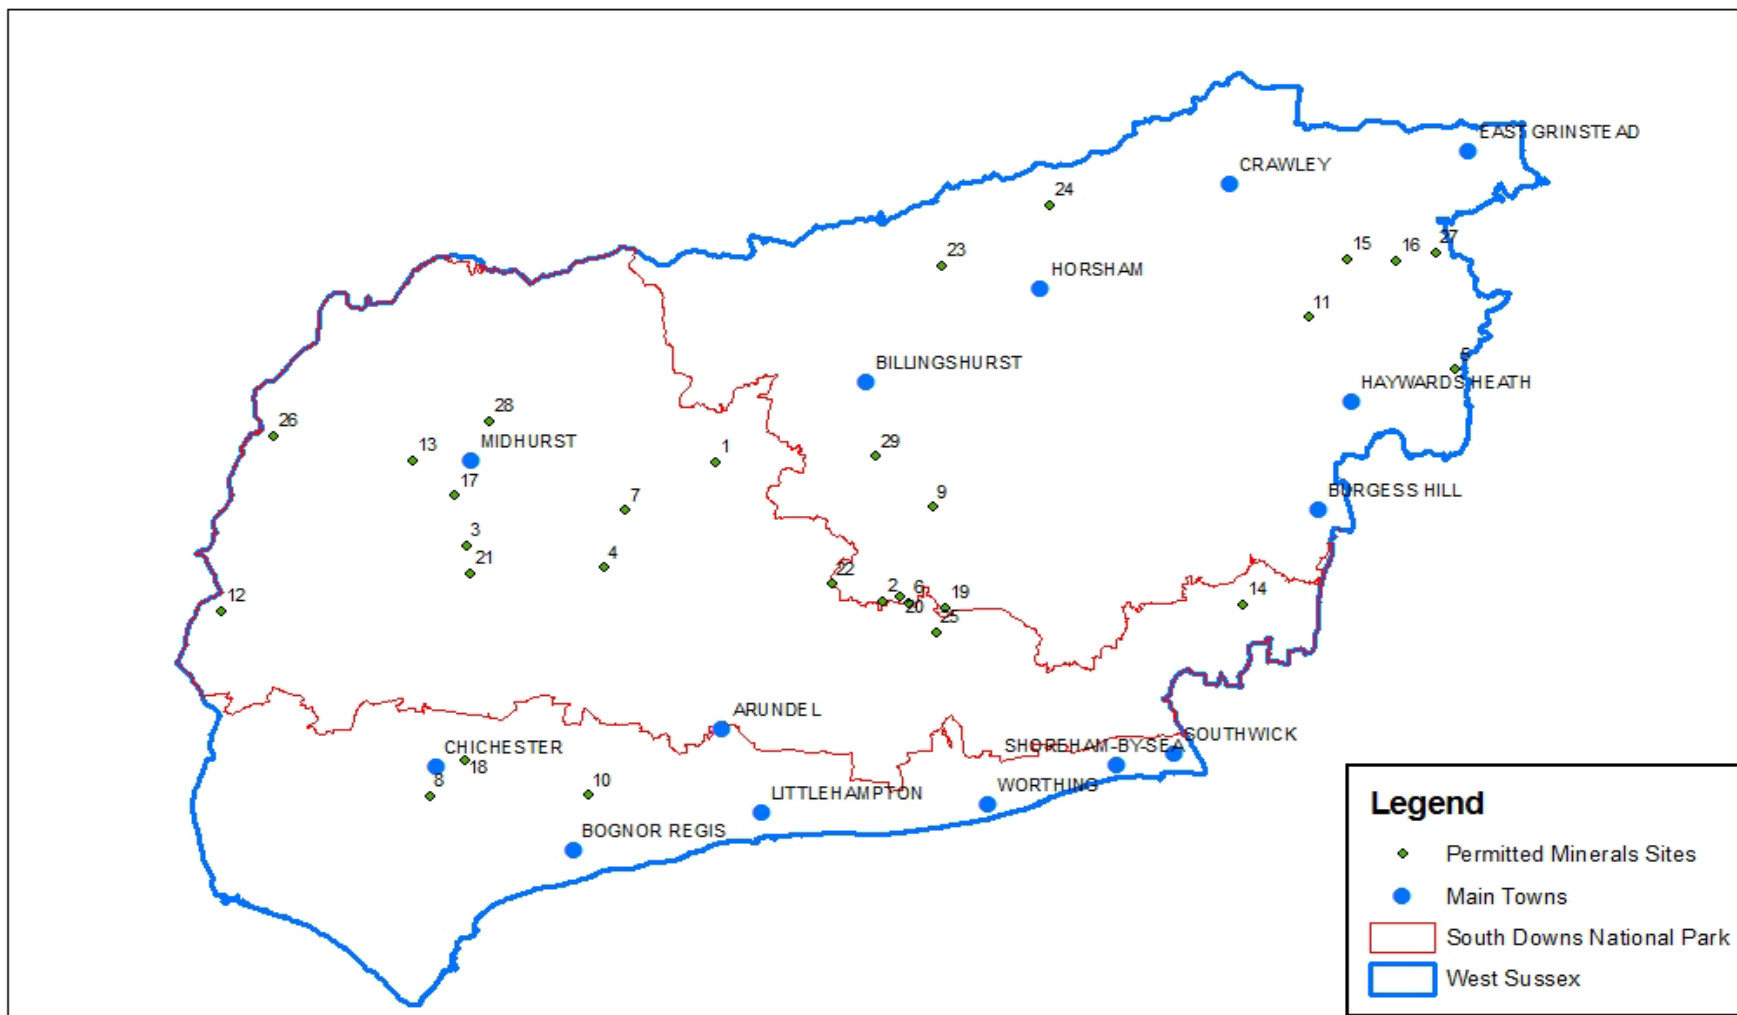 EAST GRINSTEAD
CRAWLEY
24
27
15
16
23
HORSHAM
11
5
BILLINGSHURST
HAYWARDS HEATH
28
26
MIDHURST
13
1
29
17
7
9
BURGESS HILL
3
21
4
22
2
6
19
20
14
12
25
ARUNDEL
SOUTHWICK
CHICHESTER
SHOREHAM-BY-SEA
18
8
10
WORTHING
LITTLEHAMPTON
BOGNOR REGIS
Legend
Permitted Minerals Sites
Main Towns
South Downs National Park
West Sussex